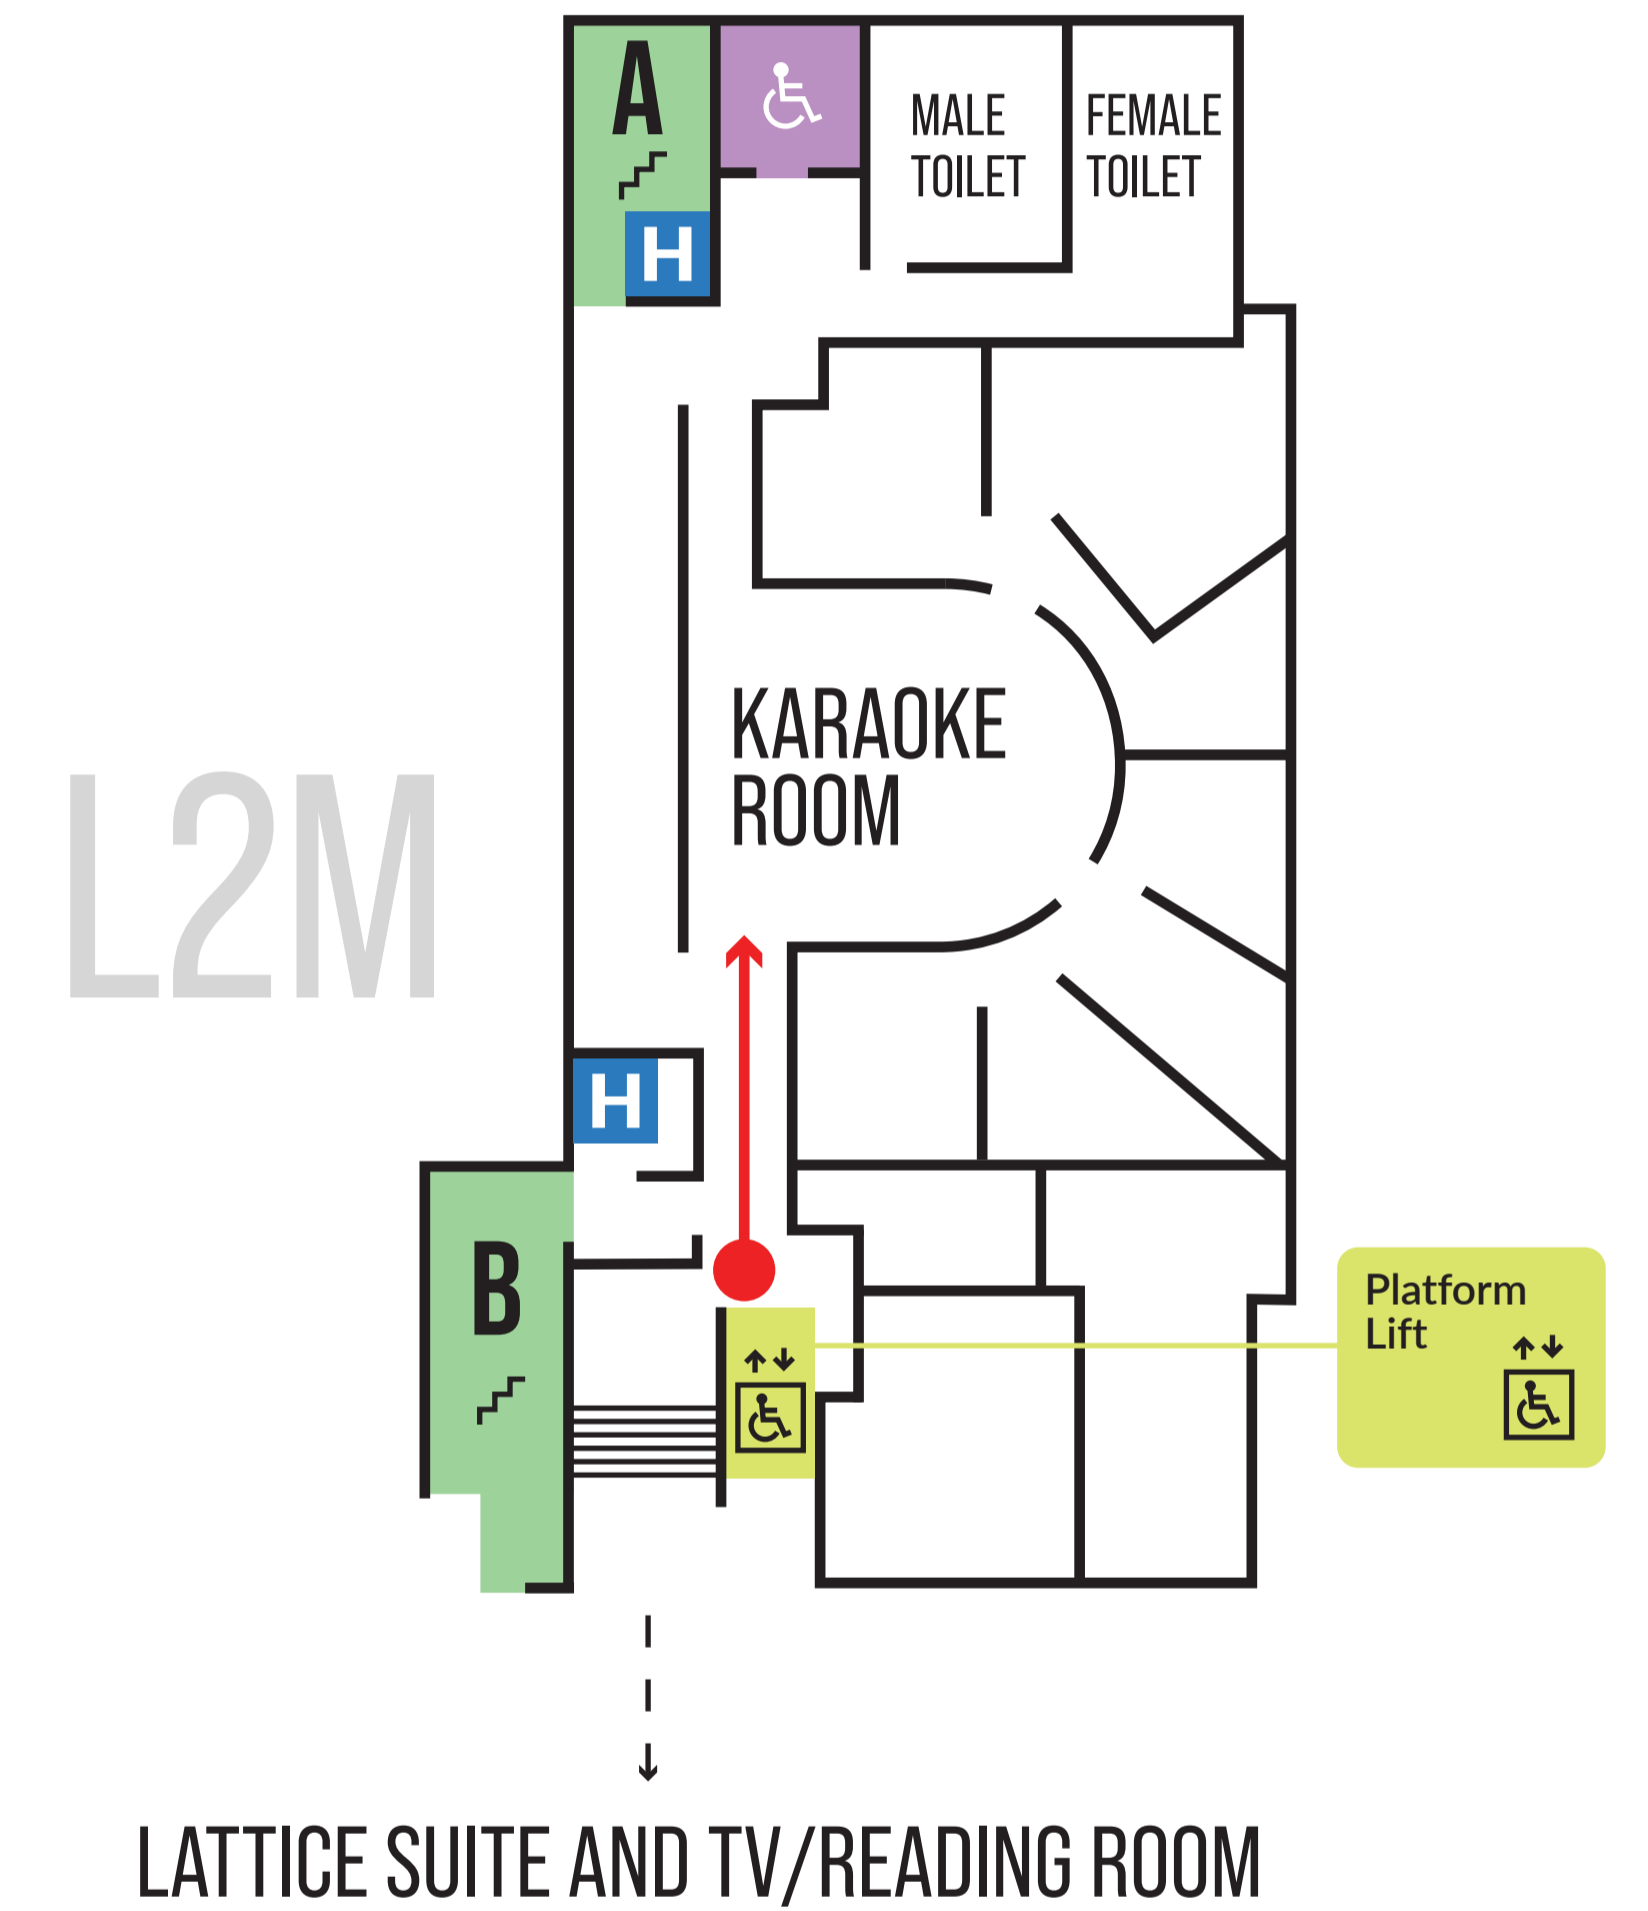 A
MALE
TOILET
FEMALE
TOILET
H
KARAOKE
ROOM
L2M
H
B
Platform
Lift
LATTICE SUITE AND TV/READING ROOM